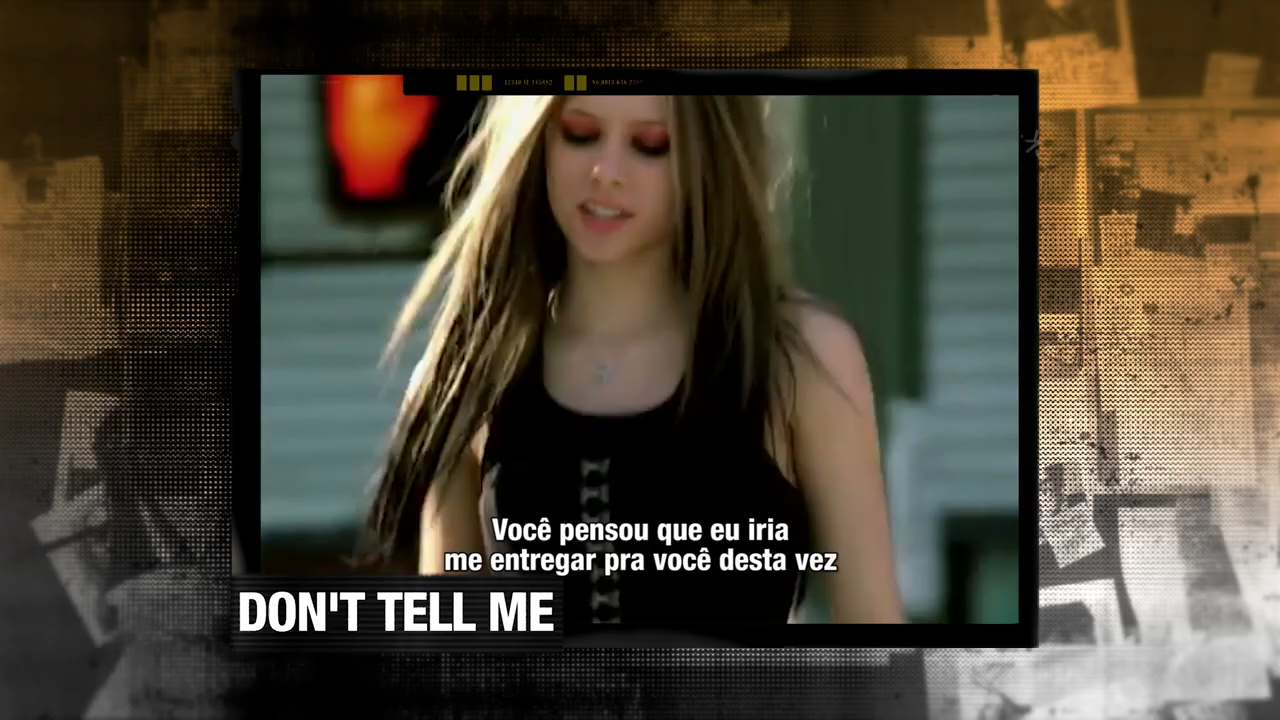 Você pensou que eu iria
me entregar pra você desta vez
DON'T TELL ME